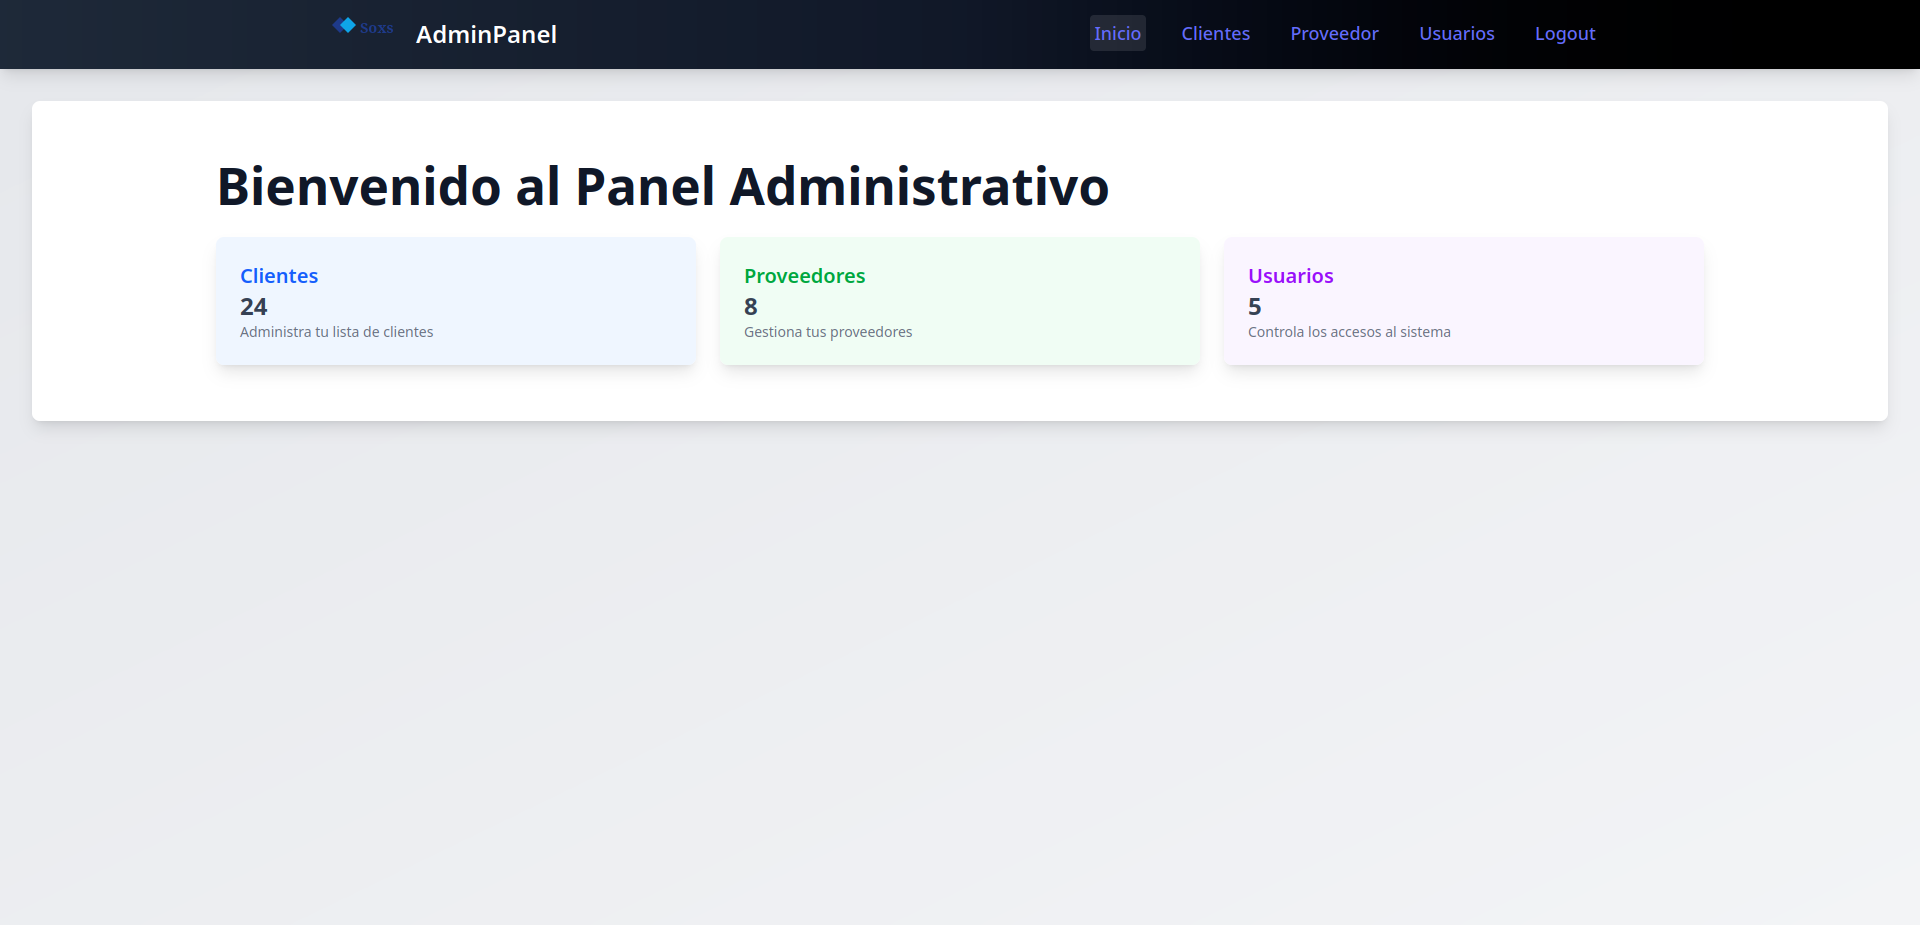 Soxs
AdminPanel
Inicio
Clientes
Proveedor
Usuarios
Logout
Bienvenido al Panel Administrativo
Clientes
24
Administra tu lista de clientes
Proveedores
8
Gestiona tus proveedores
Usuarios
5
Controla los accesos al sistema